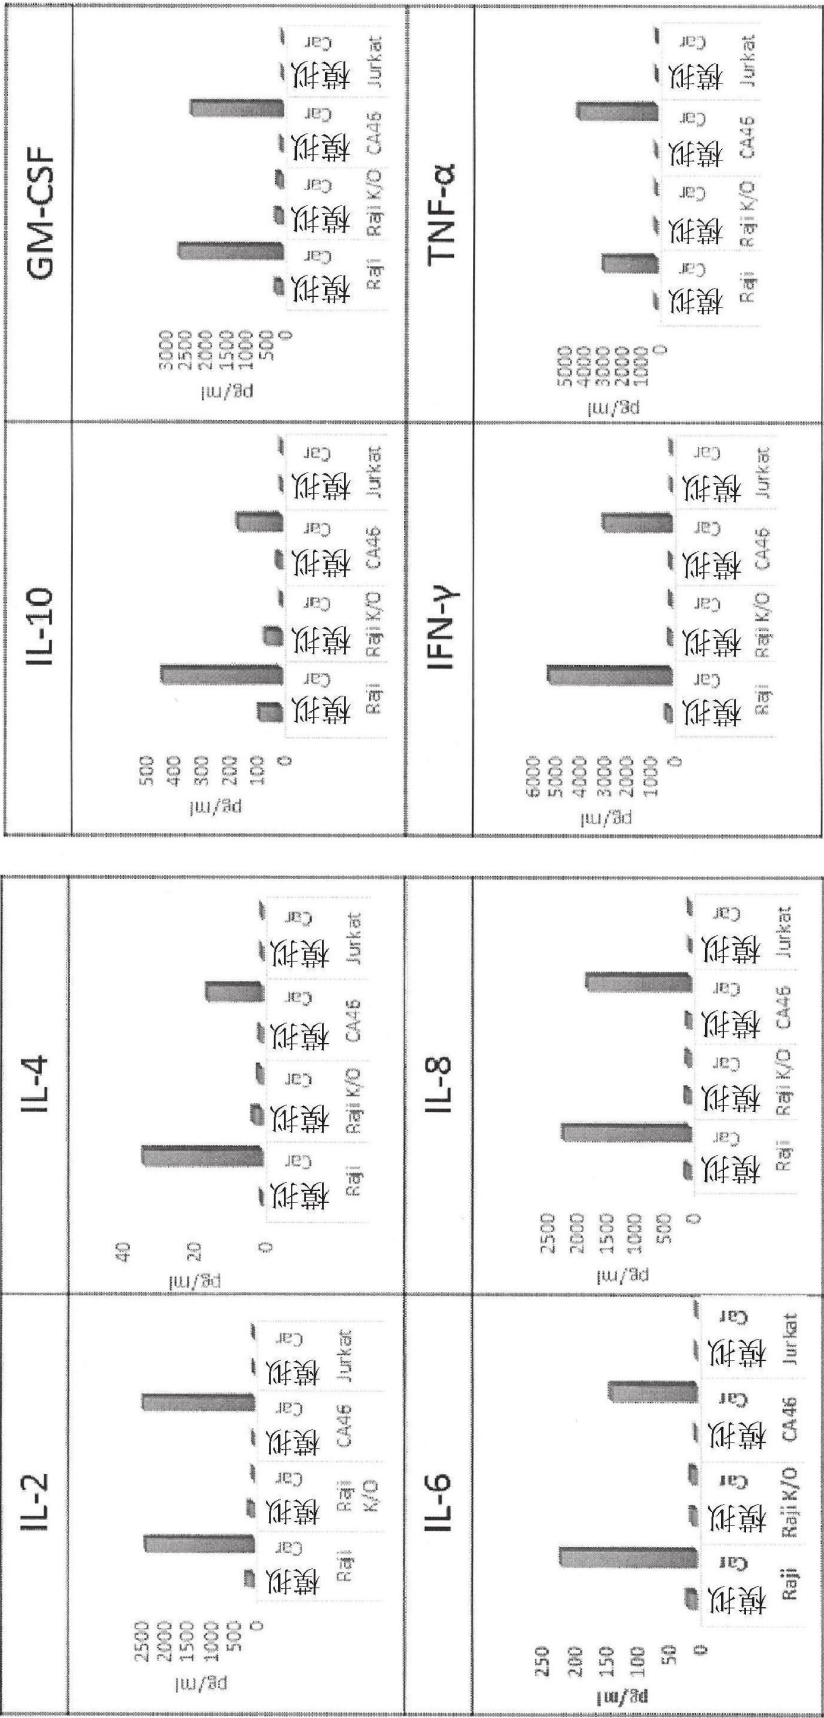 IL-2
pg/ml
2500
2000
1500
1000
500
0
模拟 Car 模拟 Car 模拟 Car 模拟 Car
Raji Raji K/O CA46 Jurkat
IL-4
pg/ml
40
20
0
模拟 Car 模拟 Car 模拟 Car 模拟 Car
Raji Raji K/O CA46 Jurkat
IL-10
pg/ml
500
400
300
200
100
0
模拟 Car 模拟 Car 模拟 Car 模拟 Car
Raji Raji K/O CA46 Jurkat
GM-CSF
pg/ml
3000
2500
2000
1500
1000
500
0
模拟 Car 模拟 Car 模拟 Car 模拟 Car
Raji Raji K/O CA46 Jurkat
IL-6
pg/ml
250
200
150
100
50
0
模拟 Car 模拟 Car 模拟 Car 模拟 Car
Raji Raji K/O CA46 Jurkat
IL-8
pg/ml
2500
2000
1500
1000
500
0
模拟 Car 模拟 Car 模拟 Car 模拟 Car
Raji Raji K/O CA46 Jurkat
IFN-γ
pg/ml
6000
5000
4000
3000
2000
1000
0
模拟 Car 模拟 Car 模拟 Car 模拟 Car
Raji Raji K/O CA46 Jurkat
TNF-α
pg/ml
5000
4000
3000
2000
1000
0
模拟 Car 模拟 Car 模拟 Car 模拟 Car
Raji Raji K/O CA46 Jurkat